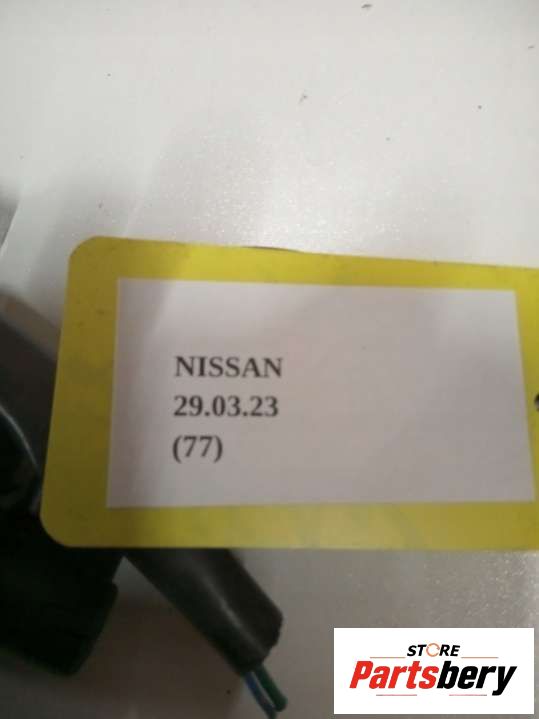 NISSAN
29.03.23
(77)
STORE
Partsbery